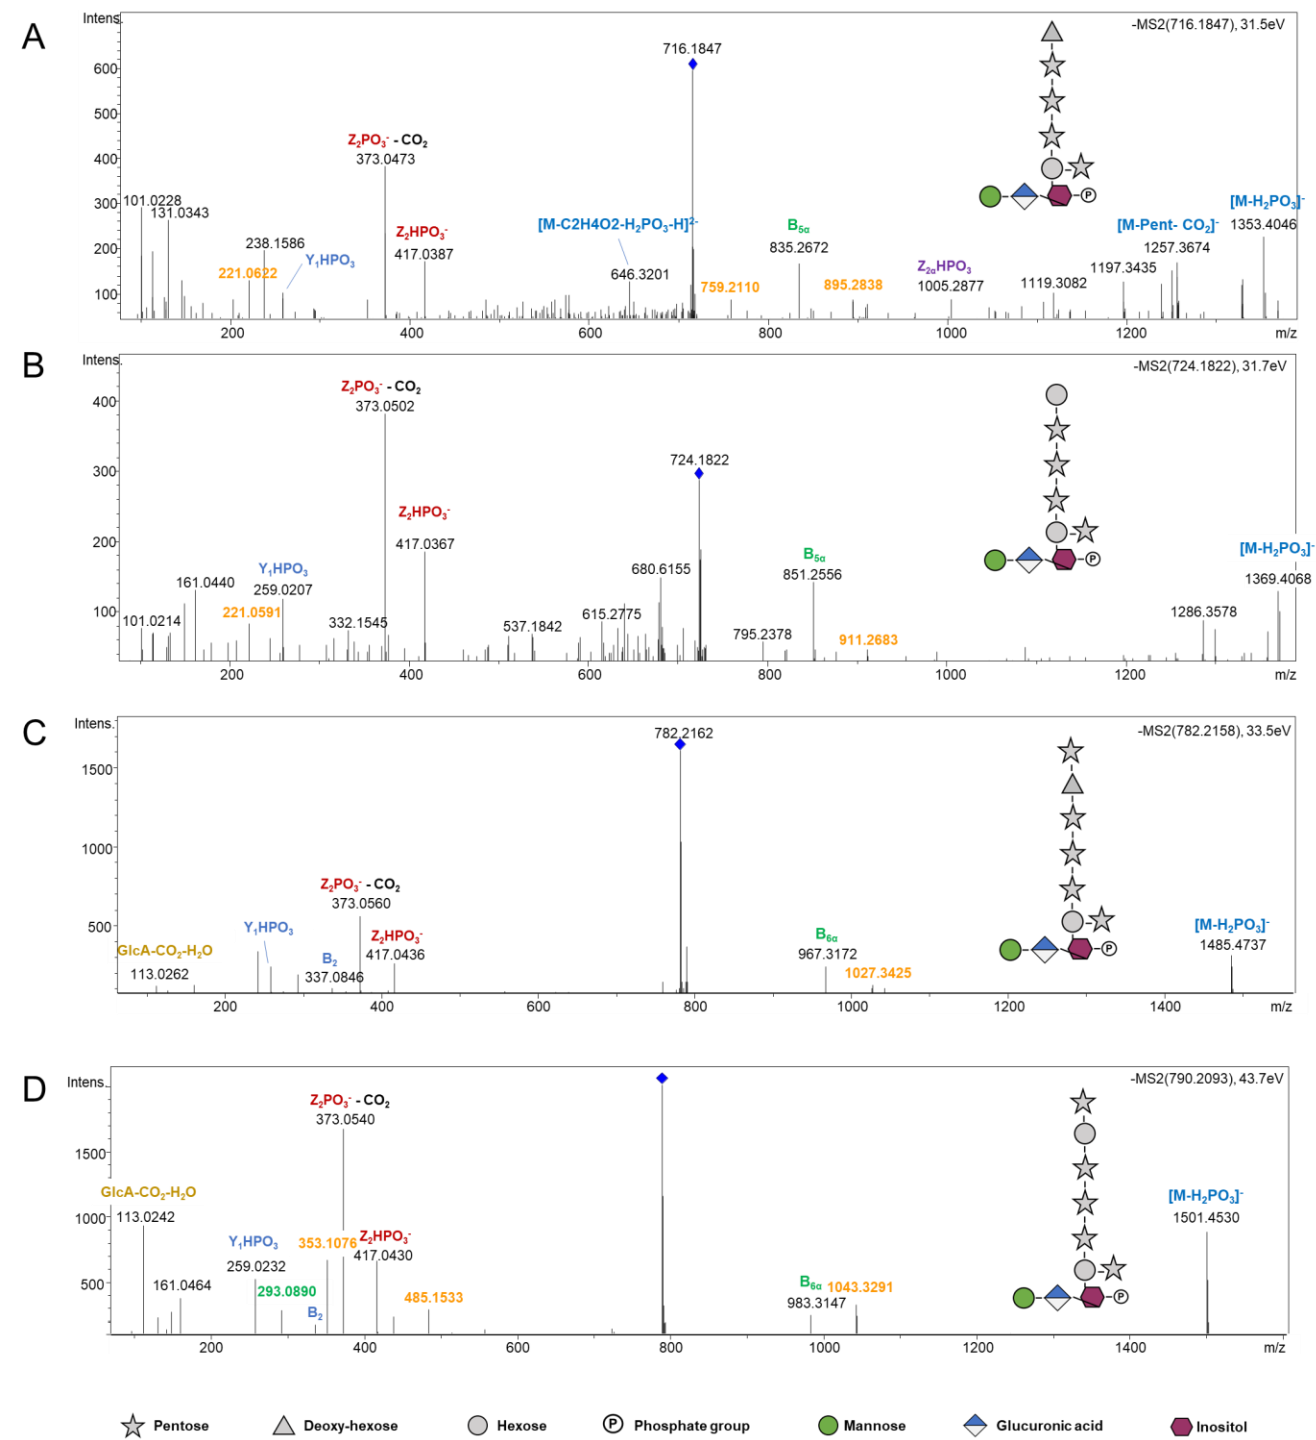 A
Intens.
-MS2(716.1847), 31.5eV
716.1847
600
500
400
300
200
100
Z₂PO₃⁻ - CO₂
373.0473
101.0228
131.0343
238.1586
221.0622
Y₁HPO₃
Z₂HPO₃⁻
417.0387
[M-C2H4O2-H₂PO₃-H]²⁻
646.3201
759.2110
B₅α
835.2672
895.2838
Z₂αHPO₃
1005.2877
1119.3082
[M-Pent- CO₂]⁻
1257.3674
1197.3435
[M-H₂PO₃]⁻
1353.4046
P
200 400 600 800 1000 1200 m/z
B
Intens.
-MS2(724.1822), 31.7eV
400
300
200
100
Z₂PO₃⁻ - CO₂
373.0502
724.1822
Z₂HPO₃⁻
417.0367
101.0214
161.0440
221.0591
Y₁HPO₃
259.0207
332.1545
537.1842
615.2775
680.6155
795.2378
B₅α
851.2556
911.2683
1286.3578
[M-H₂PO₃]⁻
1369.4068
P
200 400 600 800 1000 1200 m/z
C
Intens.
-MS2(782.2158), 33.5eV
782.2162
1500
1000
500
Z₂PO₃⁻ - CO₂
373.0560
GlcA-CO₂-H₂O
113.0262
Y₁HPO₃
B₂
337.0846
Z₂HPO₃⁻
417.0436
B₆α
967.3172
1027.3425
[M-H₂PO₃]⁻
1485.4737
P
200 400 600 800 1000 1200 1400 m/z
D
Intens.
-MS2(790.2093), 43.7eV
1500
1000
500
Z₂PO₃⁻ - CO₂
373.0540
GlcA-CO₂-H₂O
113.0242
161.0464
Y₁HPO₃
259.0232
293.0890
B₂
353.1076
Z₂HPO₃⁻
417.0430
485.1533
B₆α
983.3147
1043.3291
[M-H₂PO₃]⁻
1501.4530
P
200 400 600 800 1000 1200 1400 m/z
Pentose Deoxy-hexose Hexose P Phosphate group Mannose Glucuronic acid Inositol